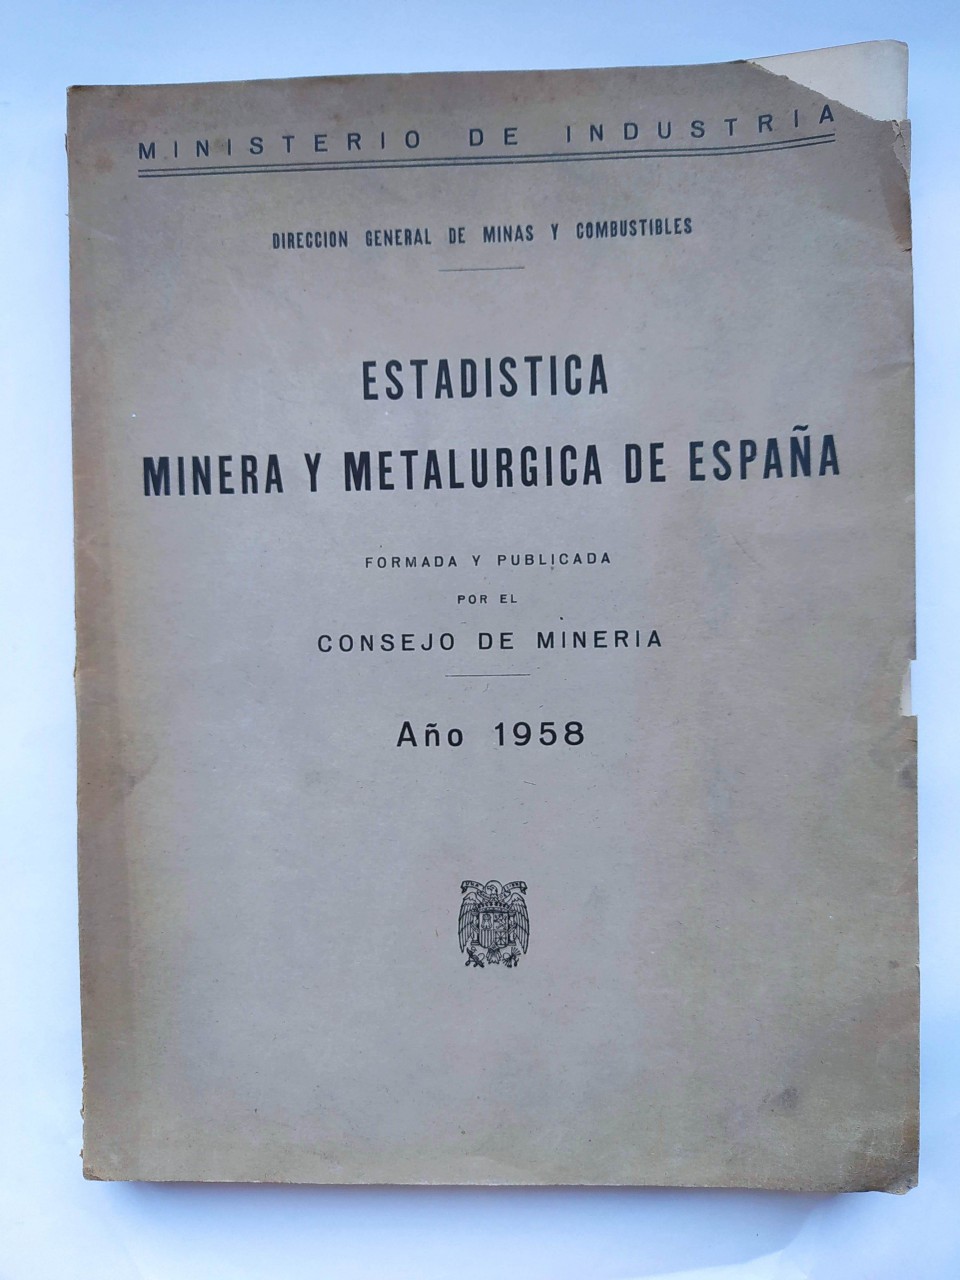 MINISTERIO DE INDUSTRIA
DIRECCION GENERAL DE MINAS Y COMBUSTIBLES
ESTADISTICA
MINERA Y METALURGICA DE ESPAÑA
FORMADA Y PUBLICADA
POR EL
CONSEJO DE MINERIA
Año 1958